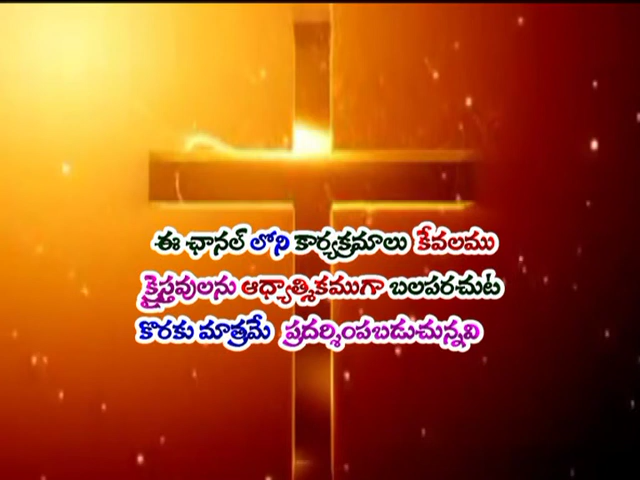 ఈ ఛానల్ లోని కార్యక్రమాలు కేవలము
క్రైస్తవులను ఆధ్యాత్మికముగా బలపరచుట
కొరకు మాత్రమే ప్రదర్శింపబడుచున్నవి